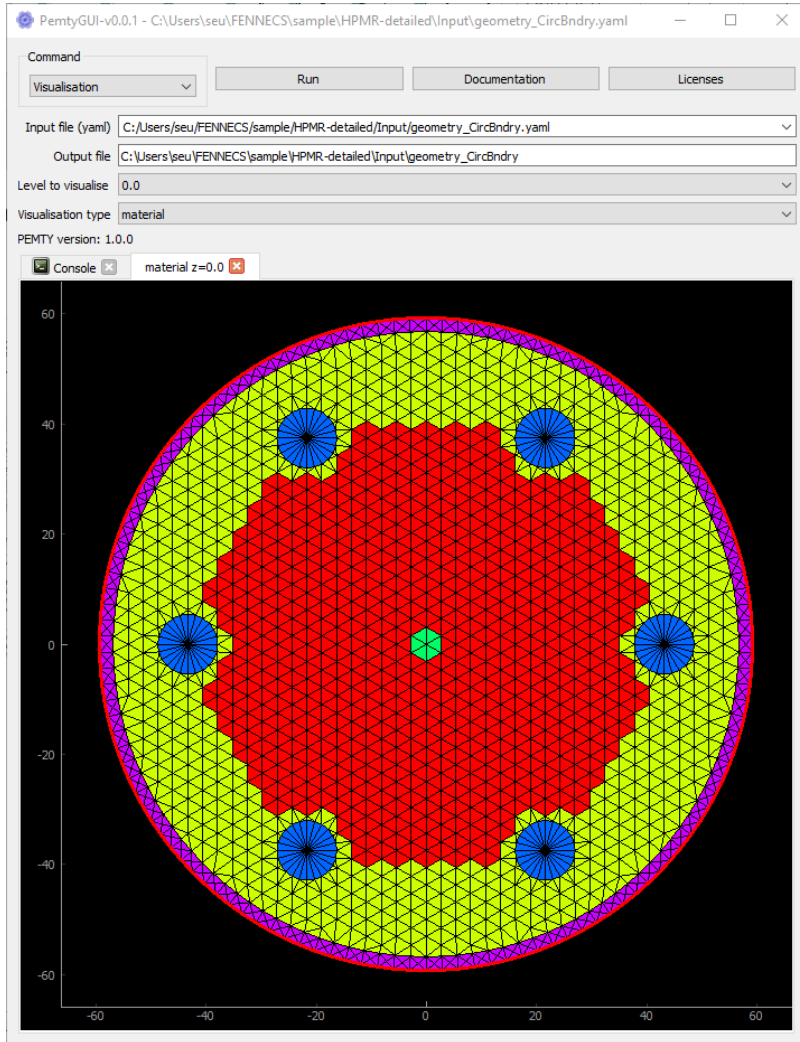 PemtyGUI-v0.0.1 - C:\Users\seu\FENNECS\sample\HPMR-detailed\Input\geometry_CircBndry.yaml
Command
Visualisation
Run
Documentation
Licenses
Input file (yaml) C:/Users/seu/FENNECS/sample/HPMR-detailed/Input/geometry_CircBndry.yaml
Output file C:\Users\seu\FENNECS\sample\HPMR-detailed\Input\geometry_CircBndry
Level to visualise 0.0
Visualisation type material
PEMTY version: 1.0.0
Console
material z=0.0
60
40
20
0
-20
-40
-60
-60 -40 -20 0 20 40 60